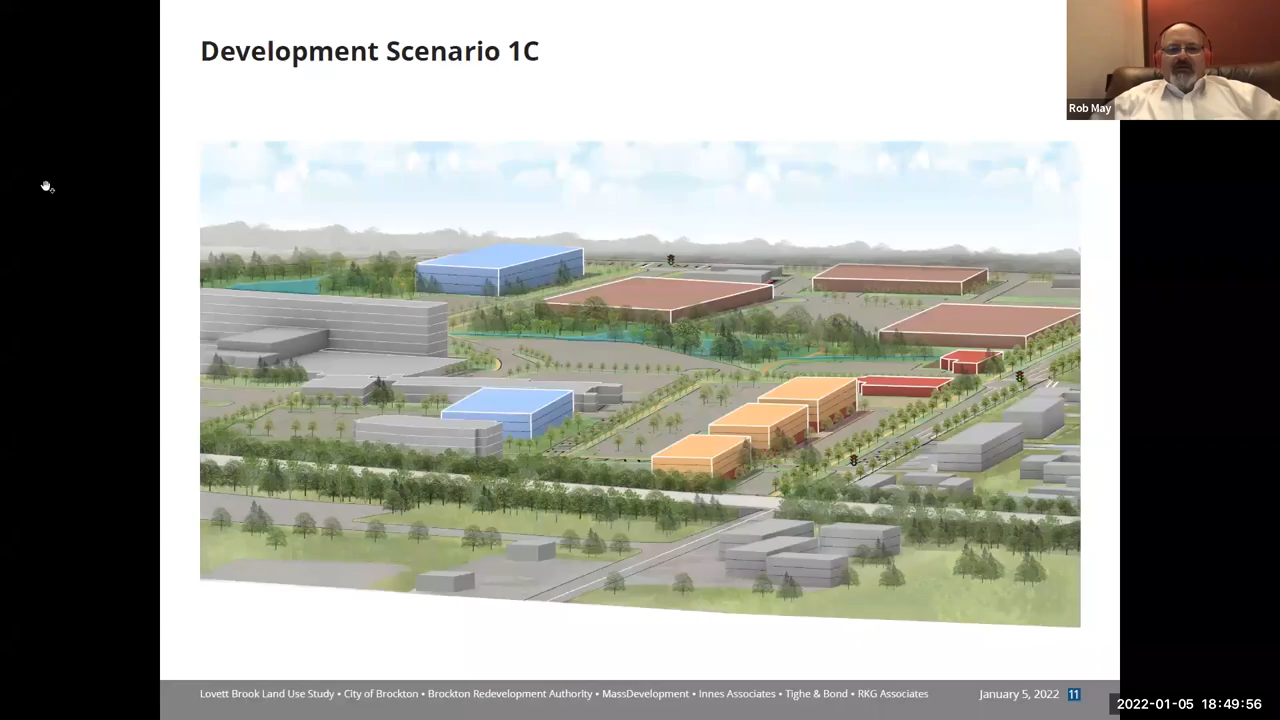 Development Scenario 1C
Rob May
Lovett Brook Land Use Study • City of Brockton • Brockton Redevelopment Authority • MassDevelopment • Innes Associates • Tighe & Bond • RKG Associates
January 5, 2022 11
2022-01-05 18:49:56